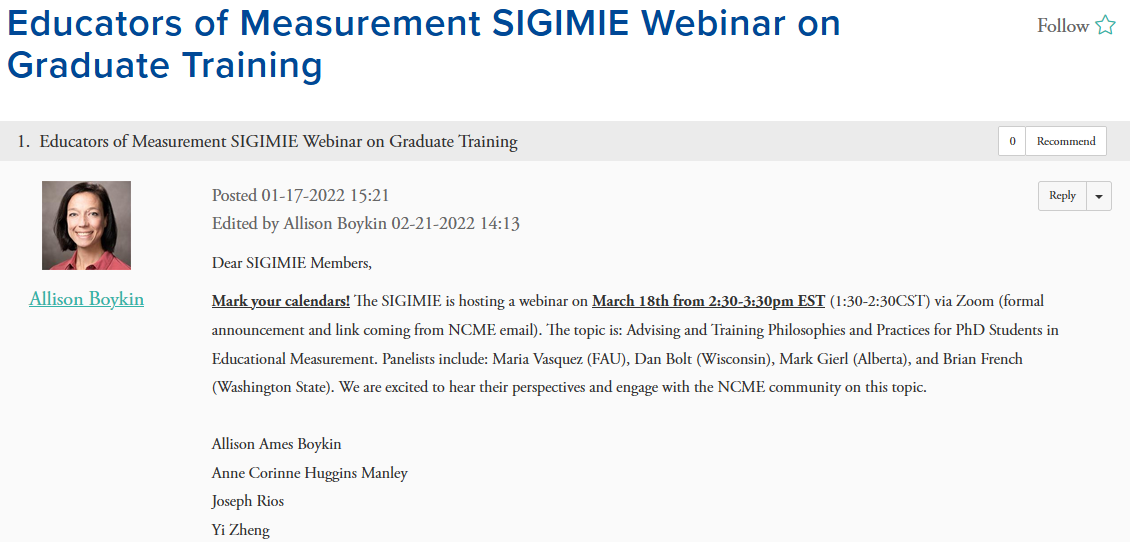 Educators of Measurement SIGIMIE Webinar on
Graduate Training
Follow
1. Educators of Measurement SIGIMIE Webinar on Graduate Training
0 Recommend
Posted 01-17-2022 15:21
Reply
Edited by Allison Boykin 02-21-2022 14:13
Dear SIGIMIE Members,
Allison Boykin
Mark your calendars! The SIGIMIE is hosting a webinar on March 18th from 2:30-3:30pm EST (1:30-2:30CST) via Zoom (formal
announcement and link coming from NCME email). The topic is: Advising and Training Philosophies and Practices for PhD Students in
Educational Measurement. Panelists include: Maria Vasquez (FAU), Dan Bolt (Wisconsin), Mark Gierl (Alberta), and Brian French
(Washington State). We are excited to hear their perspectives and engage with the NCME community on this topic.
Allison Ames Boykin
Anne Corinne Huggins Manley
Joseph Rios
Yi Zheng